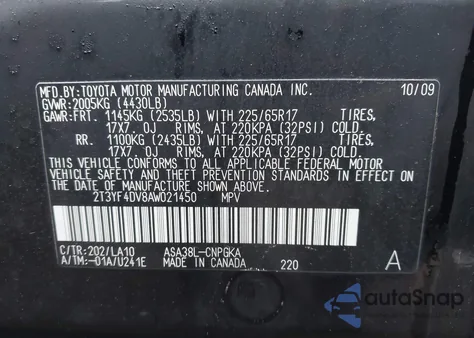 MFD.BY:TOYOTA MOTOR MANUFACTURING CANADA INC. 10/09
GVWR:2005KG (4430LB)
GAWR:FRT. 1145KG (2535LB) WITH 225/65R17 TIRES,
17X7. 0J RIMS, AT 220KPA (32PSI) COLD.
RR. 1100KG (2435LB) WITH 225/65R17 TIRES,
17X7. 0J RIMS, AT 220KPA (32PSI) COLD.
THIS VEHICLE CONFORMS TO ALL APPLICABLE FEDERAL MOTOR
VEHICLE SAFETY AND THEFT PREVENTION STANDARDS IN
EFFECT ON THE DATE OF MANUFACTURE SHOWN ABOVE.
2T3YF4DV8AW021450 MPV
C/TR:202/LA10 ASA38L-CNPGKA A
A/TM:-01A/U241E MADE IN CANADA 220
autoSnap
www.autosnap.com